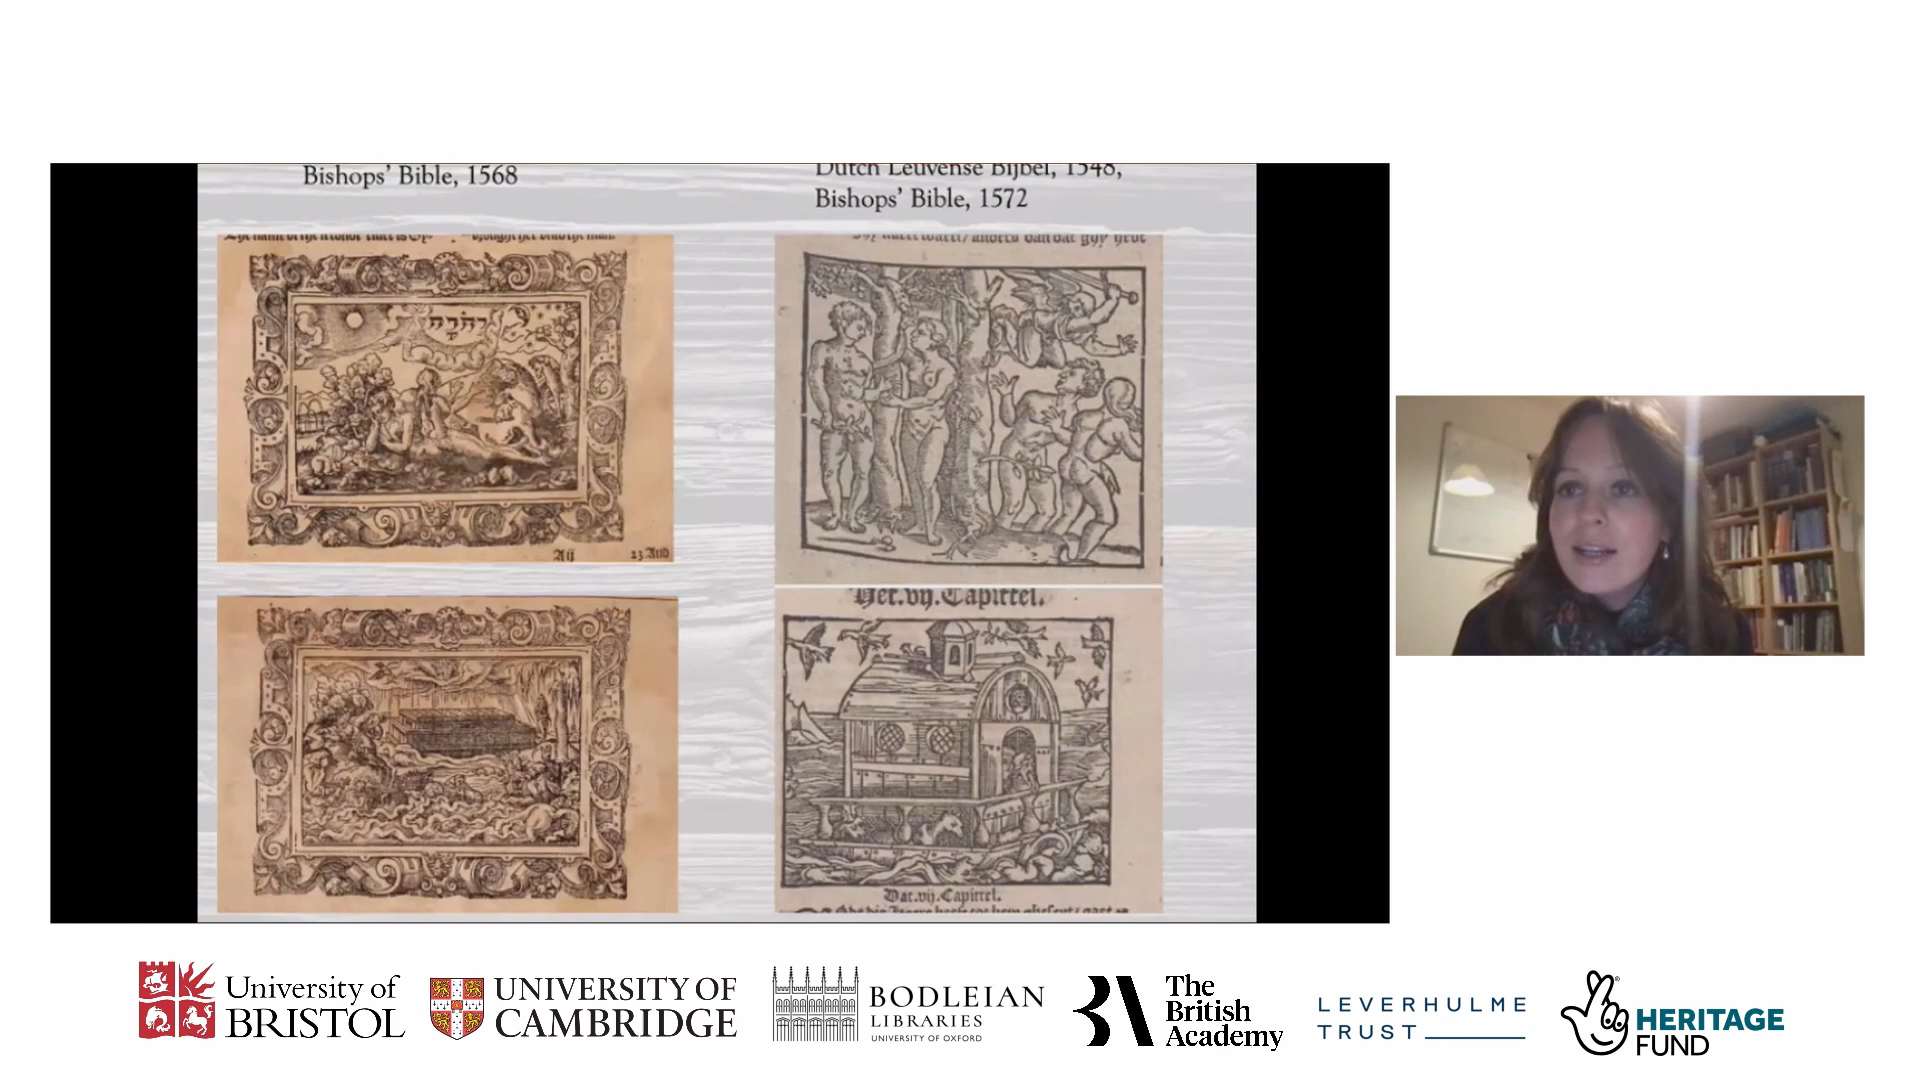 Bishops' Bible, 1568
Dutch Leuvense Bijbel, 1548,
Bishops' Bible, 1572
Aij
Het.vij.Capittel.
Dat.vij.Capittel.
University of
BRISTOL
UNIVERSITY OF
CAMBRIDGE
BODLEIAN
LIBRARIES
UNIVERSITY OF OXFORD
The
British
Academy
LEVERHULME
TRUST
HERITAGE
FUND